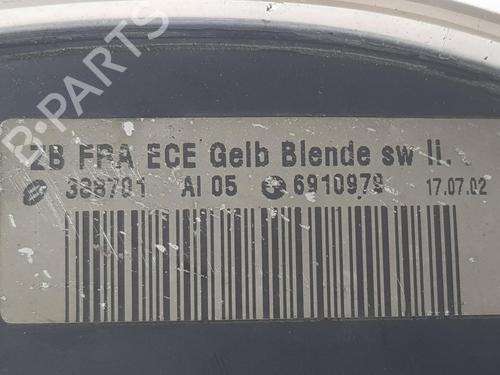 B-PARTS
ZB FRA ECE Gelb Blende sw li.
388701 AI 05 6910979 17.07.02